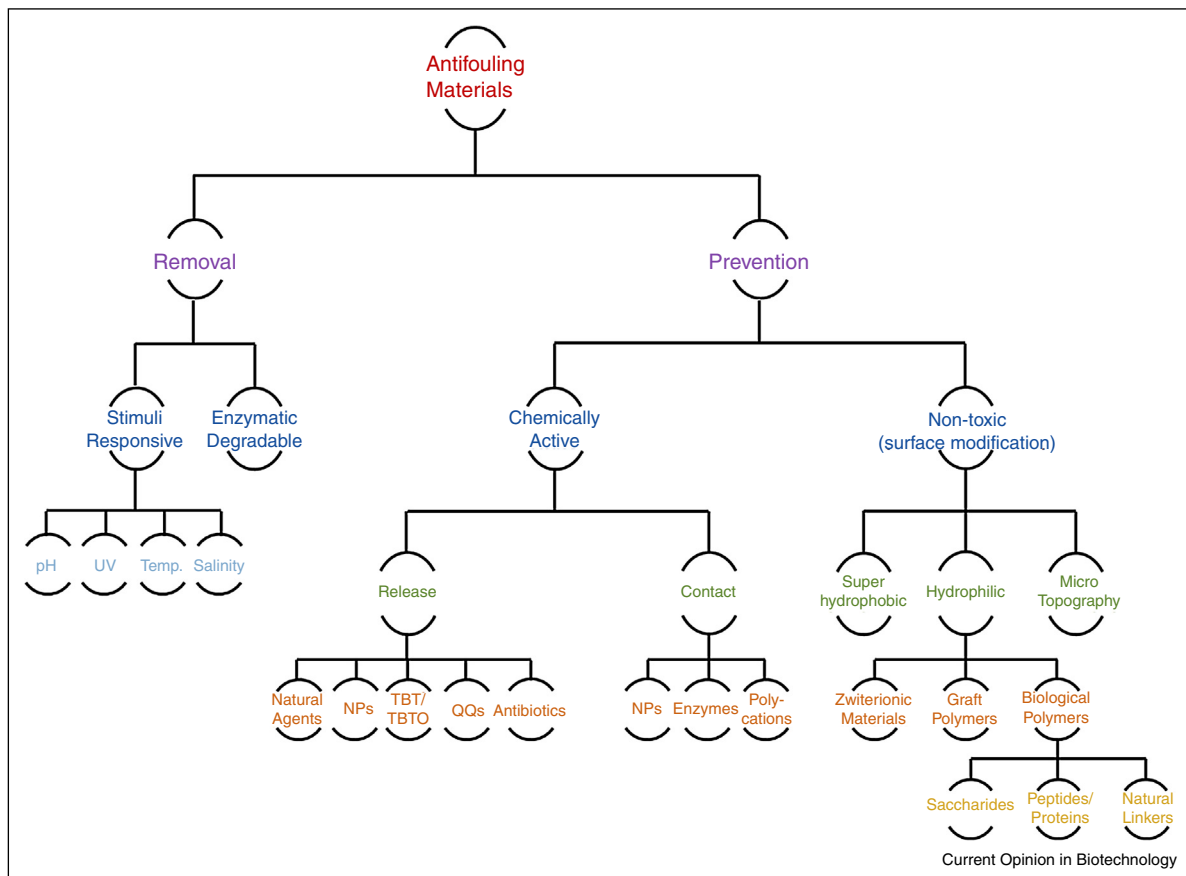 Antifouling
Materials
Removal
Prevention
Stimuli
Responsive
Enzymatic
Degradable
Chemically
Active
Non-toxic
(surface modification)
pH
UV
Temp.
Salinity
Release
Contact
Super
hydrophobic
Hydrophilic
Micro
Topography
Natural
Agents
NPs
TBT/
TBTO
QQs
Antibiotics
NPs
Enzymes
Poly-
cations
Zwiterionic
Materials
Graft
Polymers
Biological
Polymers
Saccharides
Peptides/
Proteins
Natural
Linkers
Current Opinion in Biotechnology